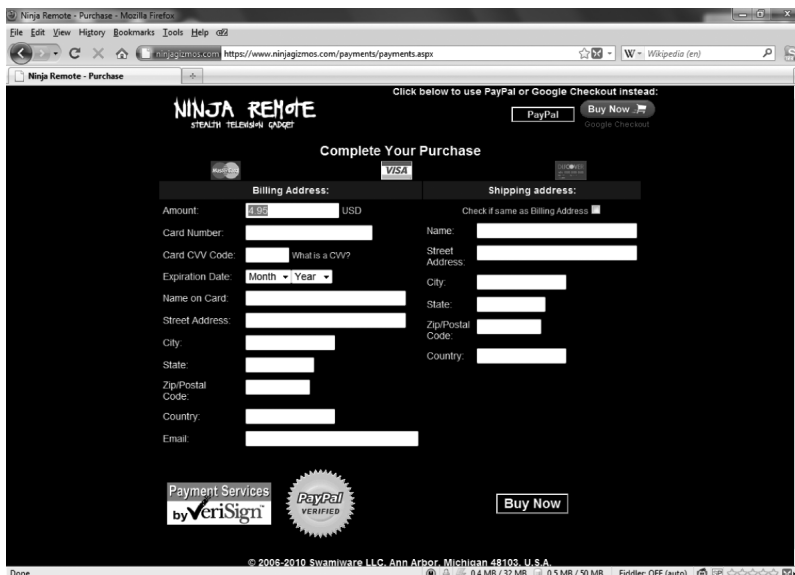 Ninja Remote - Purchase - Mozilla Firefox
File Edit View History Bookmarks Tools Help
ninjagizmos.com https://www.ninjagizmos.com/payments/payments.aspx
W Wikipedia (en)
Ninja Remote - Purchase
Click below to use PayPal or Google Checkout instead:
NINJA REMOTE
STEALTH TELEVISION GADGET
PayPal
Buy Now
Google Checkout
Complete Your Purchase
MasterCard
VISA
DISCOVER
Billing Address:
Shipping address:
Amount: 4.95 USD
Check if same as Billing Address
Card Number:
Name:
Card CVV Code: What is a CVV?
Street Address:
Expiration Date: Month Year
City:
Name on Card:
State:
Street Address:
Zip/Postal Code:
City:
Country:
State:
Zip/Postal Code:
Country:
Email:
Payment Services
by VeriSign
PayPal
VERIFIED
Buy Now
© 2006-2010 Swamiware LLC, Ann Arbor, Michigan 48103, U.S.A.
Done
0.4 MB / 32 MB
0.5 MB / 50 MB
Fiddler: OFF (auto)